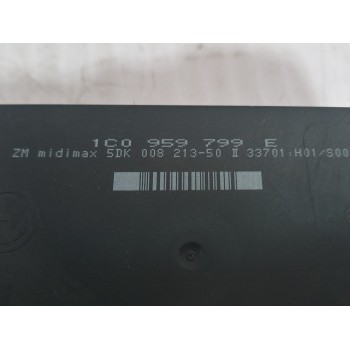 1C0 959 799 E
ZM midimax 5DK 008 213-50 II 33701:H01/S00